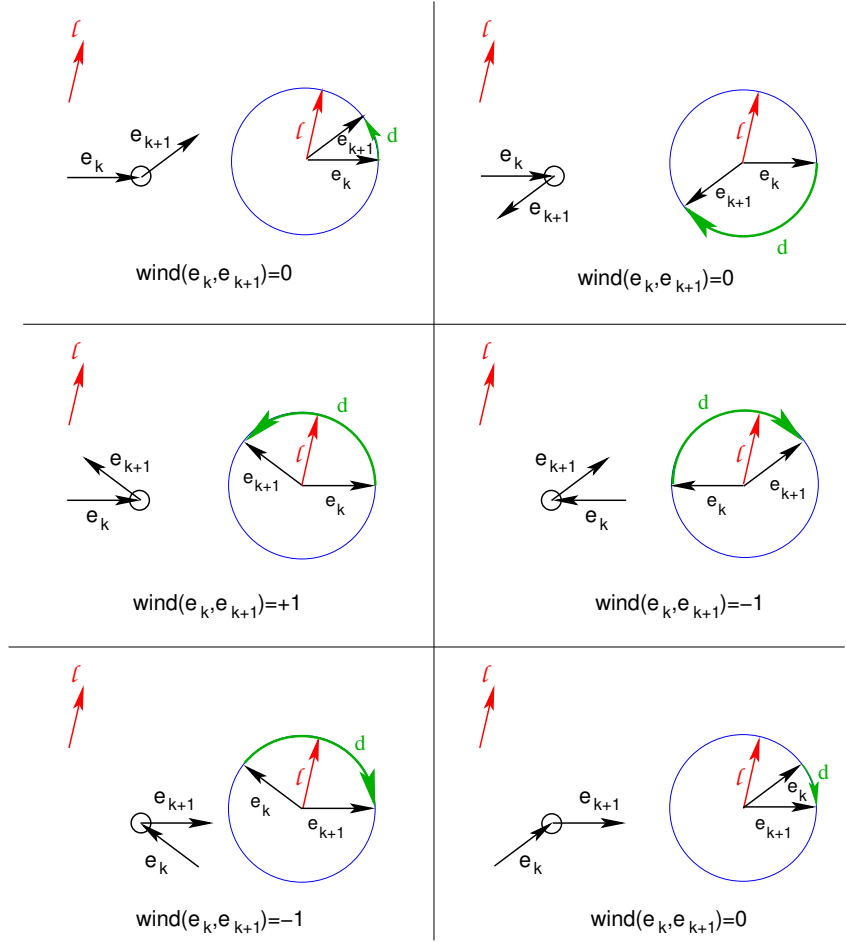 l
e_{k+1}
e_k
l
e_{k+1}
e_k
d
wind(e_k,e_{k+1})=0
l
e_k
e_{k+1}
l
e_k
e_{k+1}
d
wind(e_k,e_{k+1})=0
l
e_{k+1}
e_k
d
l
e_{k+1}
e_k
wind(e_k,e_{k+1})=+1
l
e_{k+1}
e_k
d
l
e_k
e_{k+1}
wind(e_k,e_{k+1})=−1
l
e_{k+1}
e_k
d
l
e_k
e_{k+1}
wind(e_k,e_{k+1})=−1
l
e_{k+1}
e_k
l
d
e_k
e_{k+1}
wind(e_k,e_{k+1})=0